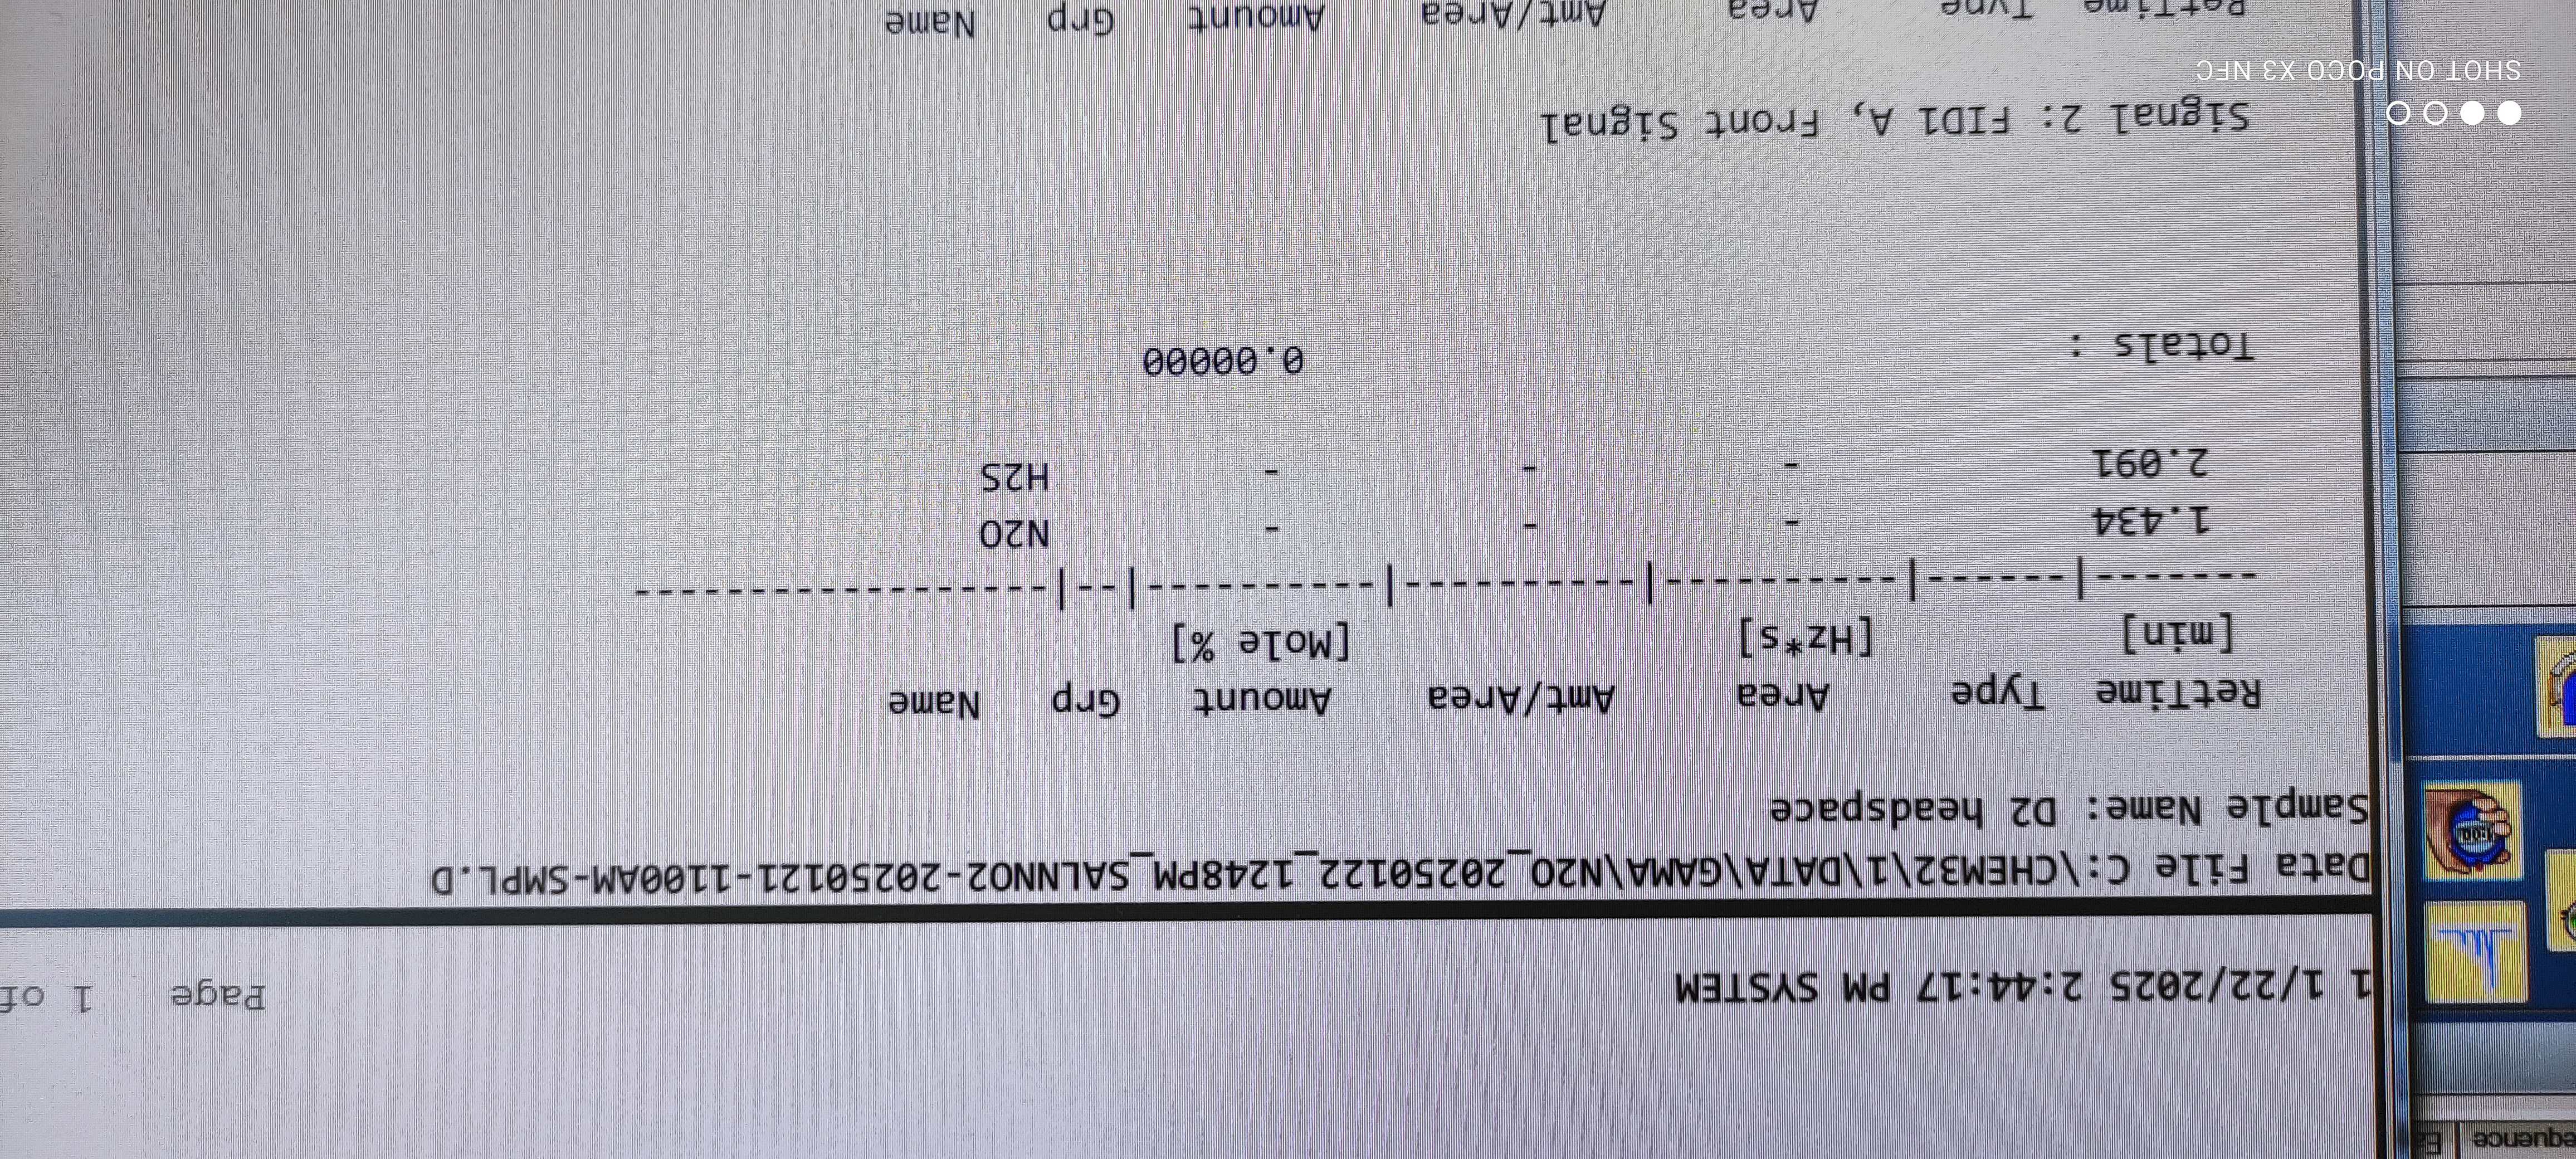 equence
1 1/22/2025 2:44:17 PM SYSTEM Page 1 of
Data File C:\CHEM32\1\DATA\GAMA\N2O_20250122_1248PM_SALNNO2-20250121-1100AM-SMPL.D
Sample Name: D2 headspace
RetTime Type Area Amt/Area Amount Grp Name
[min] [Hz*s] [Mole %]
-------|------|----------|----------|----------|--|------------------
1.434 - - - N2O
2.091 - - - H2S
Totals : 0.00000
Signal 2: FID1 A, Front Signal
RetTime Type Area Amt/Area Amount Grp Name
SHOT ON POCO X3 NFC